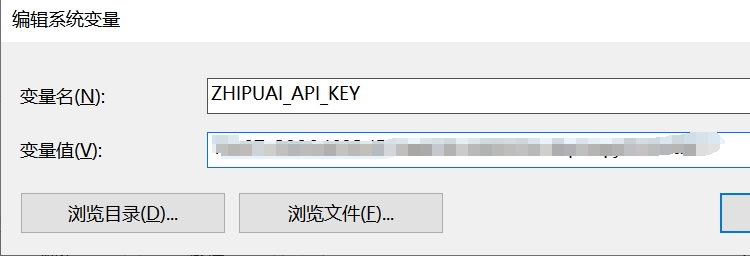 编辑系统变量
变量名(N):
ZHIPUAI_API_KEY
变量值(V):
浏览目录(D)...
浏览文件(F)...